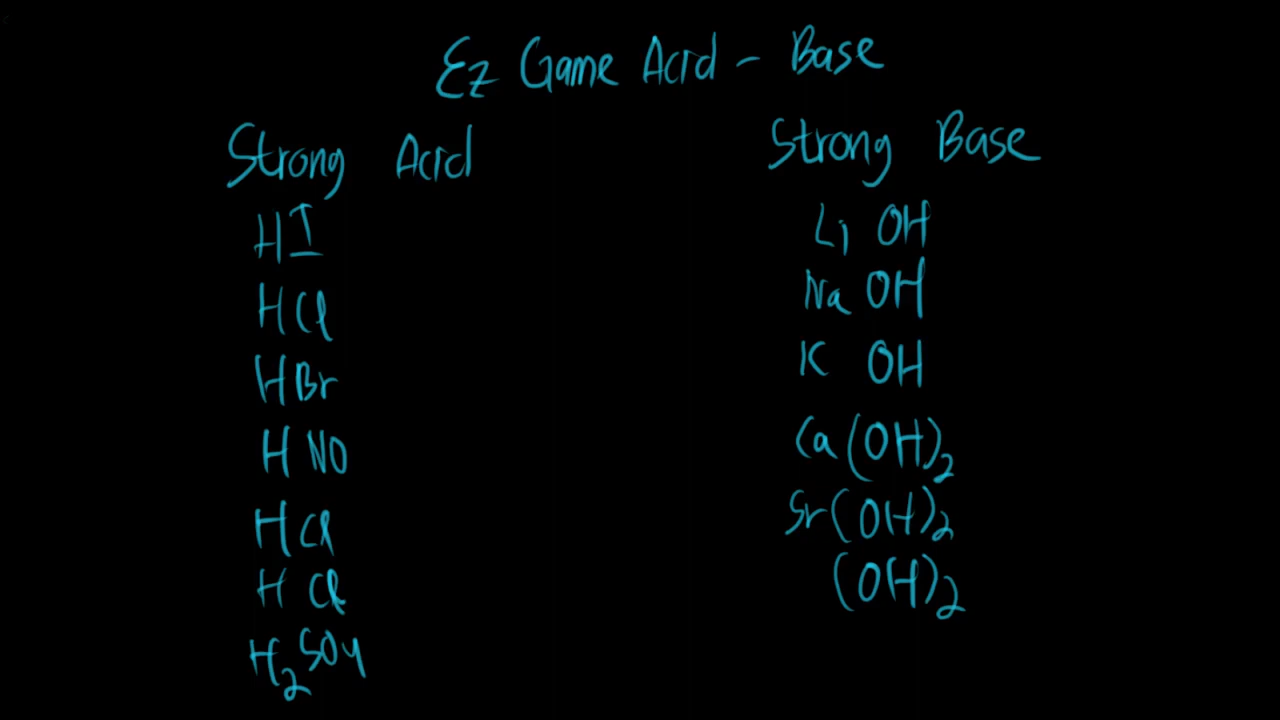 Ez Game Acid - Base
Strong Acid
HI
HCl
HBr
H NO
HCl
H Cl
H₂SO4
Strong Base
Li OH
Na OH
K OH
Ca(OH)₂
Sr(OH)₂
(OH)₂